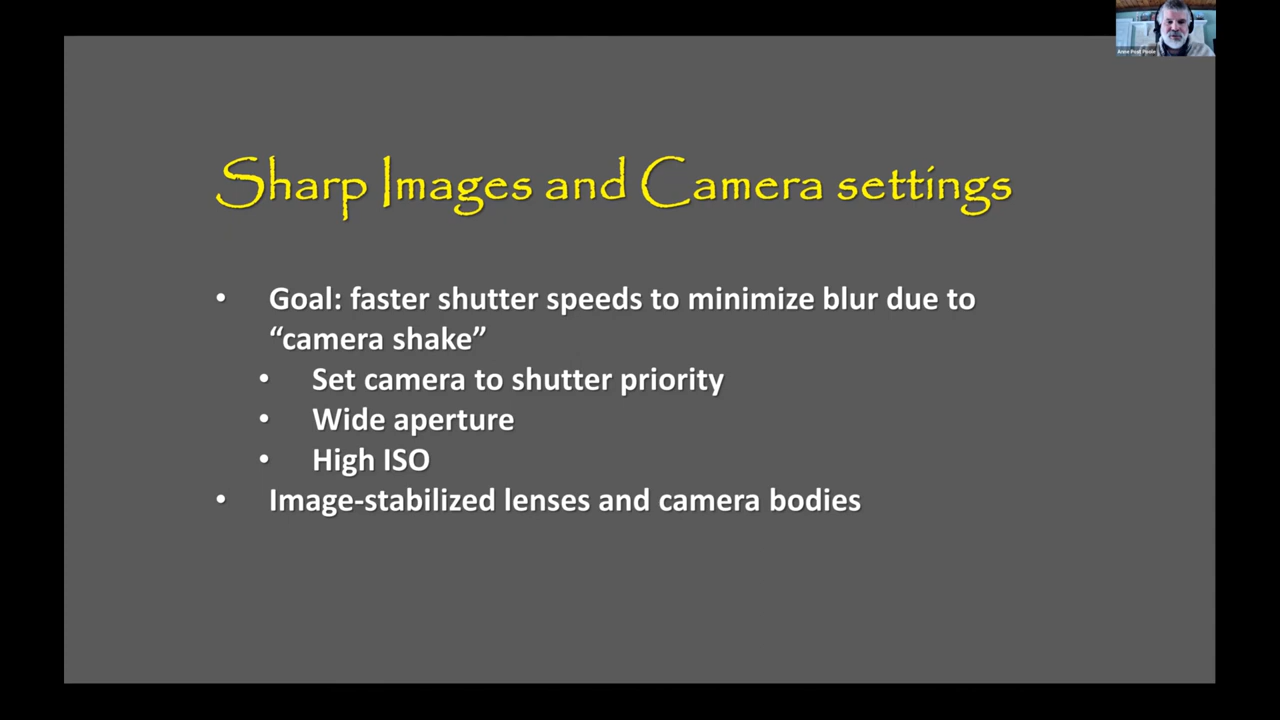 Sharp Images and Camera settings
• Goal: faster shutter speeds to minimize blur due to
“camera shake”
• Set camera to shutter priority
• Wide aperture
• High ISO
• Image-stabilized lenses and camera bodies